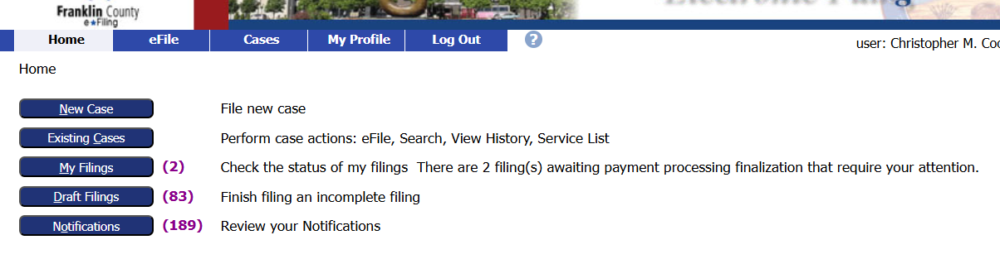 Franklin County
e★Filing
Home eFile Cases My Profile Log Out ?
user: Christopher M.
Home
New Case File new case
Existing Cases Perform case actions: eFile, Search, View History, Service List
My Filings (2) Check the status of my filings There are 2 filing(s) awaiting payment processing finalization that require your attention.
Draft Filings (83) Finish filing an incomplete filing
Notifications (189) Review your Notifications